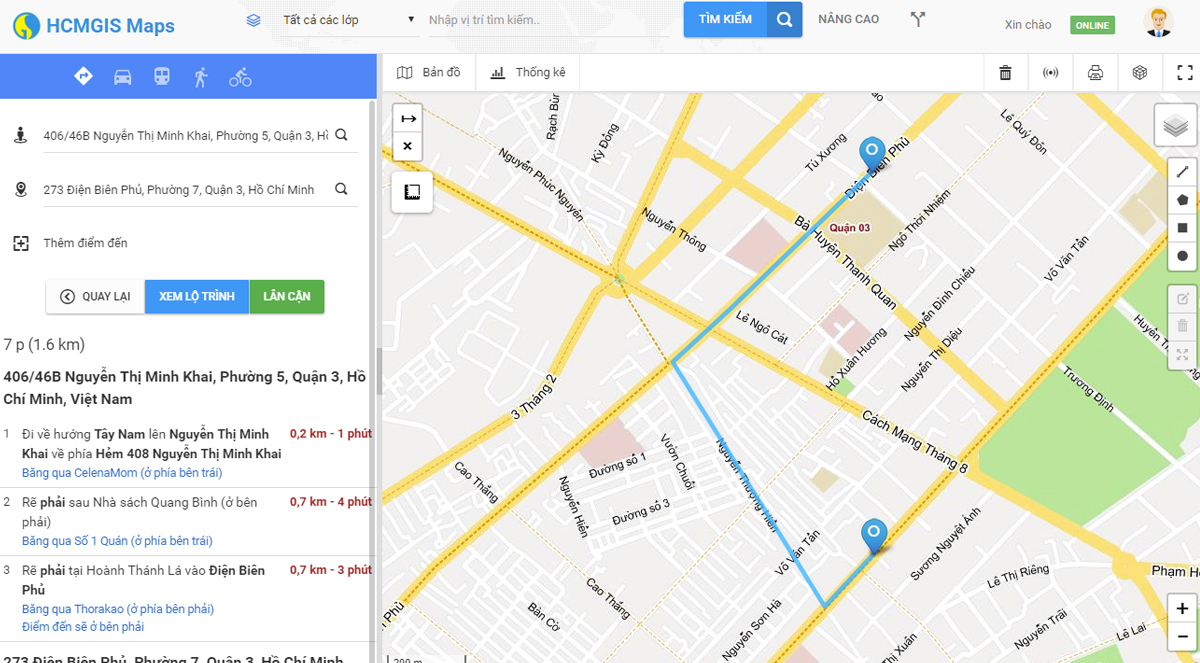 HCMGIS Maps
Tất cả các lớp
Nhập vị trí tìm kiếm..
TÌM KIẾM
NÂNG CAO
Xin chào
ONLINE
Bản đồ
Thống kê
406/46B Nguyễn Thị Minh Khai, Phường 5, Quận 3, Hồ
273 Điện Biên Phủ, Phường 7, Quận 3, Hồ Chí Minh
Thêm điểm đến
QUAY LẠI
XEM LỘ TRÌNH
LÂN CẬN
7 p (1.6 km)
406/46B Nguyễn Thị Minh Khai, Phường 5, Quận 3, Hồ
Chí Minh, Việt Nam
1 Đi về hướng Tây Nam lên Nguyễn Thị Minh 0,2 km - 1 phút
Khai về phía Hẻm 408 Nguyễn Thị Minh Khai
Băng qua CelenaMom (ở phía bên trái)
2 Rẽ phải sau Nhà sách Quang Bình (ở bên 0,7 km - 4 phút
phải)
Băng qua Số 1 Quán (ở phía bên trái)
3 Rẽ phải tại Hoành Thánh Lá vào Điện Biên 0,7 km - 3 phút
Phủ
Băng qua Thorakao (ở phía bên phải)
Điểm đến sẽ ở bên phải
273 Điện Biên Phủ, Phường 7, Quận 3, Hồ Chí Minh
Rạch Bùn
Kỳ Đồng
Nguyễn Phúc Nguyên
Nguyễn Thông
Tú Xương
Điện Biên Phủ
Lê Quý Đôn
Quận 03
Bà Huyện Thanh Quan
Ngô Thời Nhiệm
Võ Văn Tần
Nguyễn Đình Chiểu
Lê Ngô Cát
Hồ Xuân Hương
Nguyễn Thị Diệu
Huyền Tr
Trương Định
3 Tháng 2
Cách Mạng Tháng 8
Vườn Chuối
Đường số 1
Cao Thắng
Nguyễn Thượng Hiền
Nguyễn Hiền
Đường số 3
Võ Văn Tần
Sương Nguyệt Ánh
Lê Thị Riêng
Phạm H
Cao Thắng
Bàn Cờ
Phủ
Nguyễn Sơn Hà
Thị Xuân
Nguyễn Trãi
Lê Lai
200 m